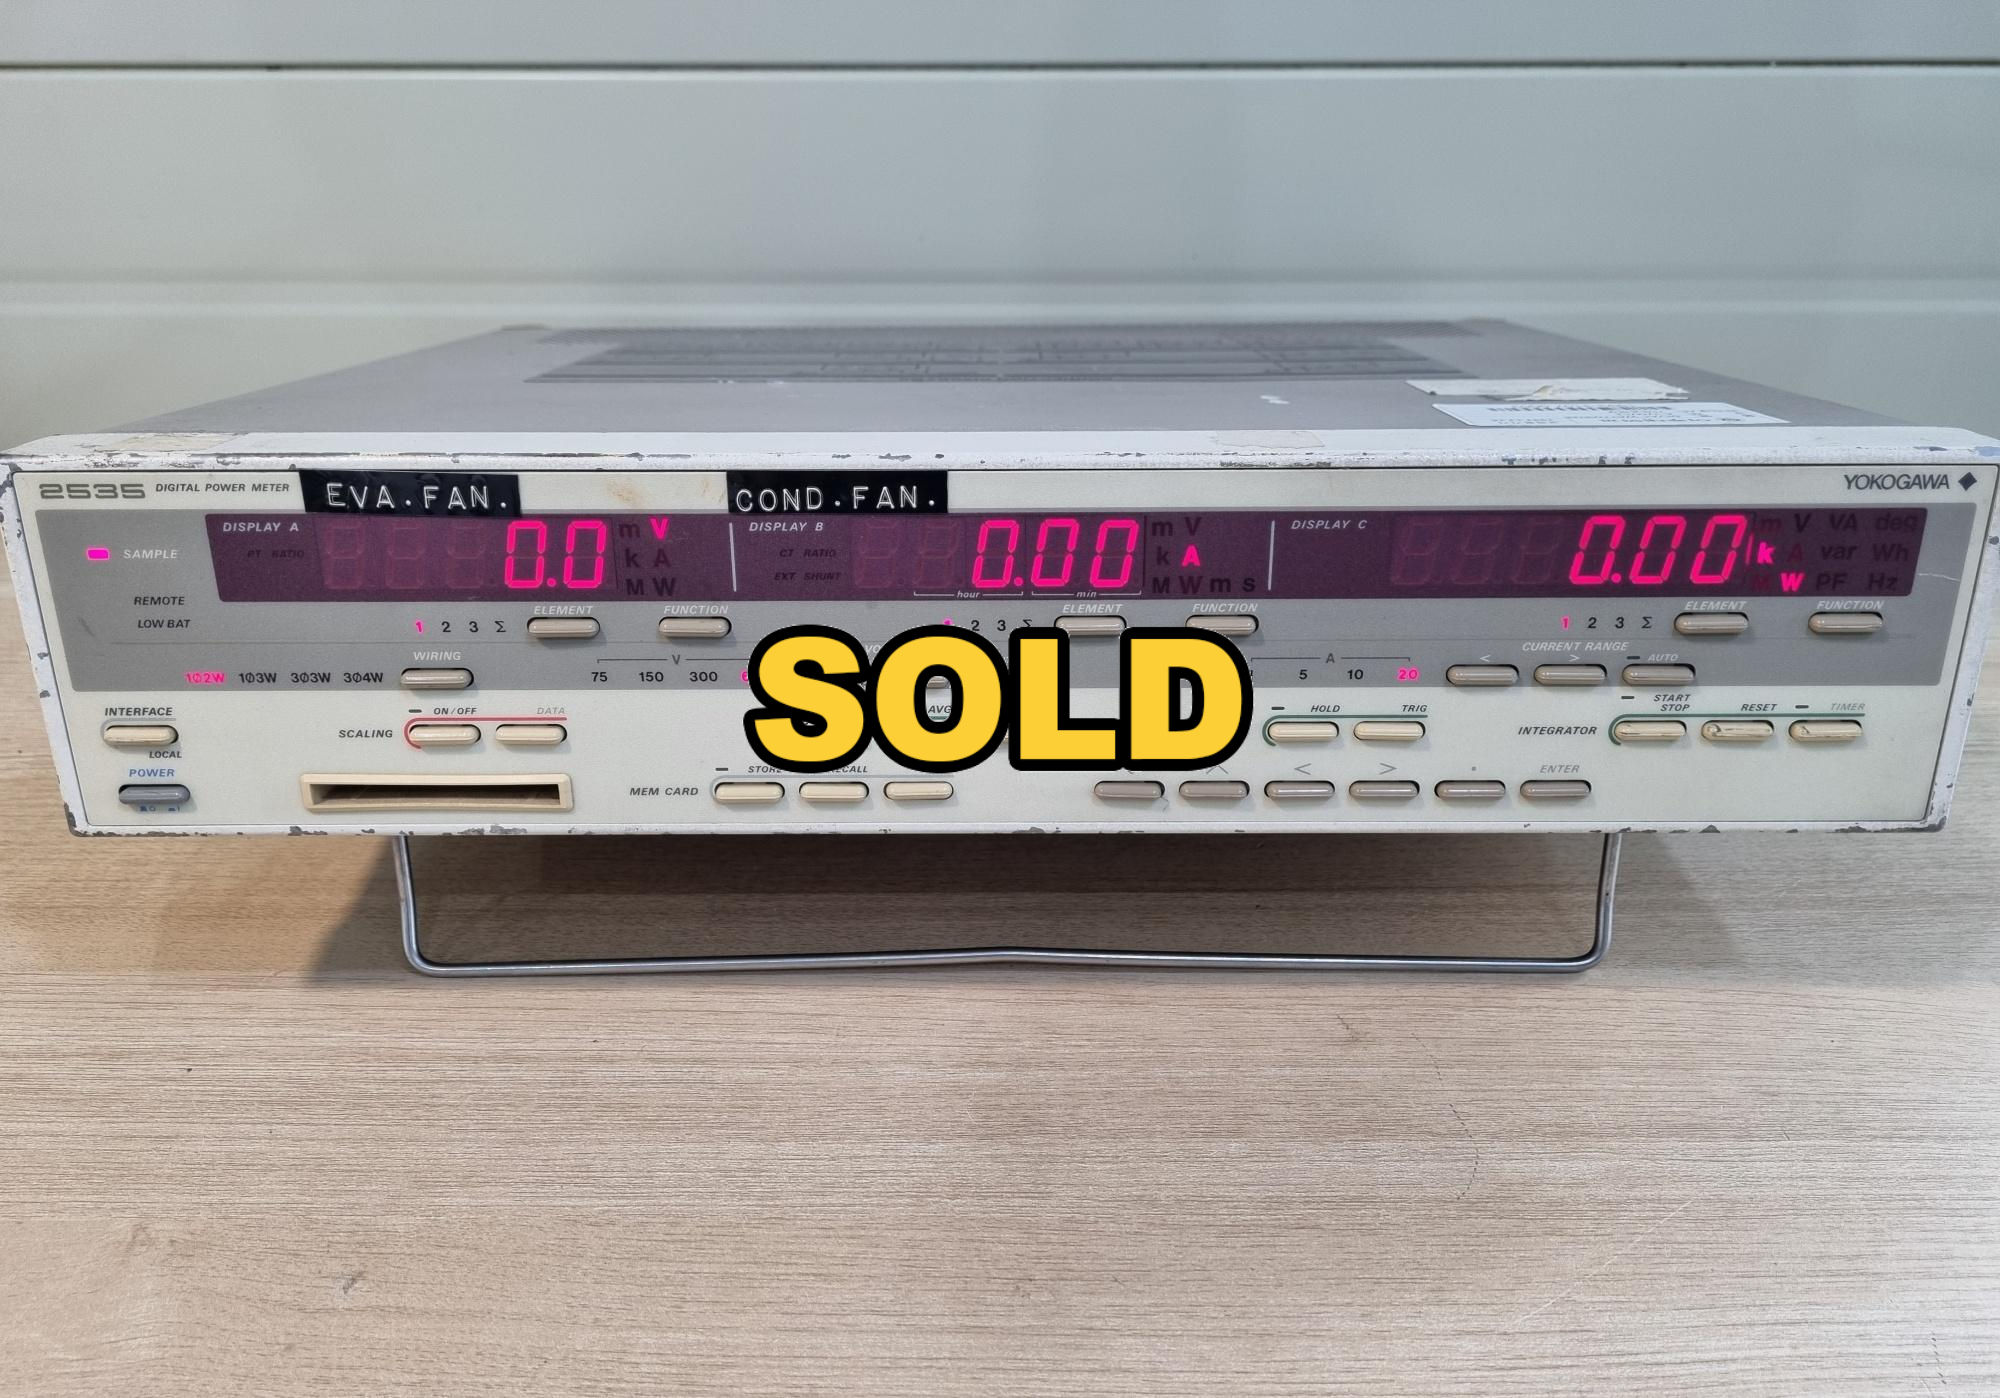 2535 DIGITAL POWER METER
EVA.FAN.
COND.FAN.
YOKOGAWA
SAMPLE
REMOTE
LOW BAT
DISPLAY A
PT RATIO
0.0
m V
k A
M W
DISPLAY B
CT RATIO
EXT SHUNT
0.00
hour
min
m V
k A
M W m s
DISPLAY C
0.00
m V VA deg
k A var Wh
M W PF Hz
1 2 3 Σ
ELEMENT
FUNCTION
2 3 Σ
ELEMENT
FUNCTION
1 2 3 Σ
ELEMENT
FUNCTION
1Φ2W 1Φ3W 3Φ3W 3Φ4W
WIRING
V
75 150 300
SOLD
A
5 10 20
CURRENT RANGE
< > AUTO
INTERFACE
LOCAL
SCALING
ON/OFF
DATA
AVG
HOLD
TRIG
INTEGRATOR
START
STOP
RESET
TIMER
POWER
MEM CARD
< > . ENTER